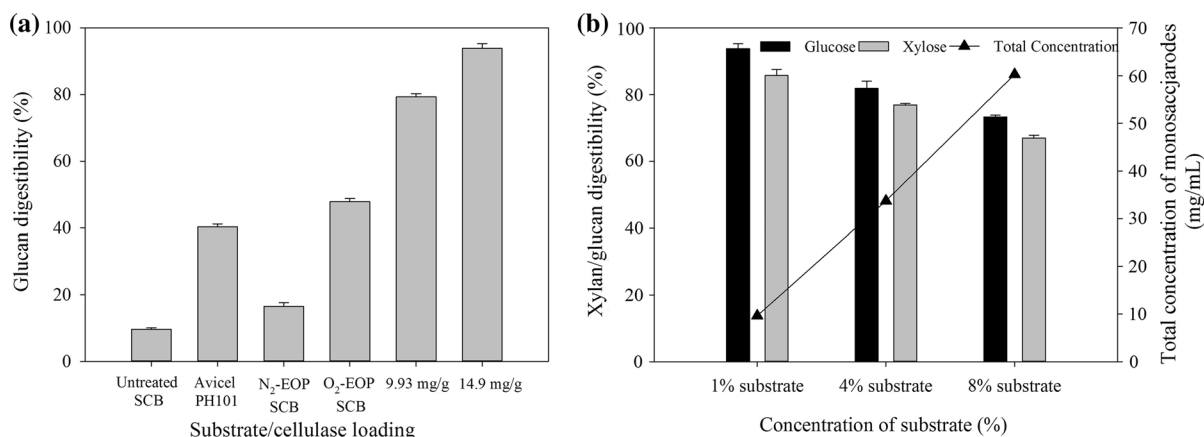 (a)
100
80
60
40
20
0
Glucan digestibility (%)
Untreated SCB
Avicel PH101
N₂-EOP SCB
O₂-EOP SCB
9.93 mg/g
14.9 mg/g
Substrate/cellulase loading
(b)
Glucose
Xylose
Total Concentration
100
80
60
40
20
0
Xylan/glucan digestibility (%)
70
60
50
40
30
20
10
0
Total concentration of monosaccjarodes
(mg/mL)
1% substrate
4% substrate
8% substrate
Concentration of substrate (%)